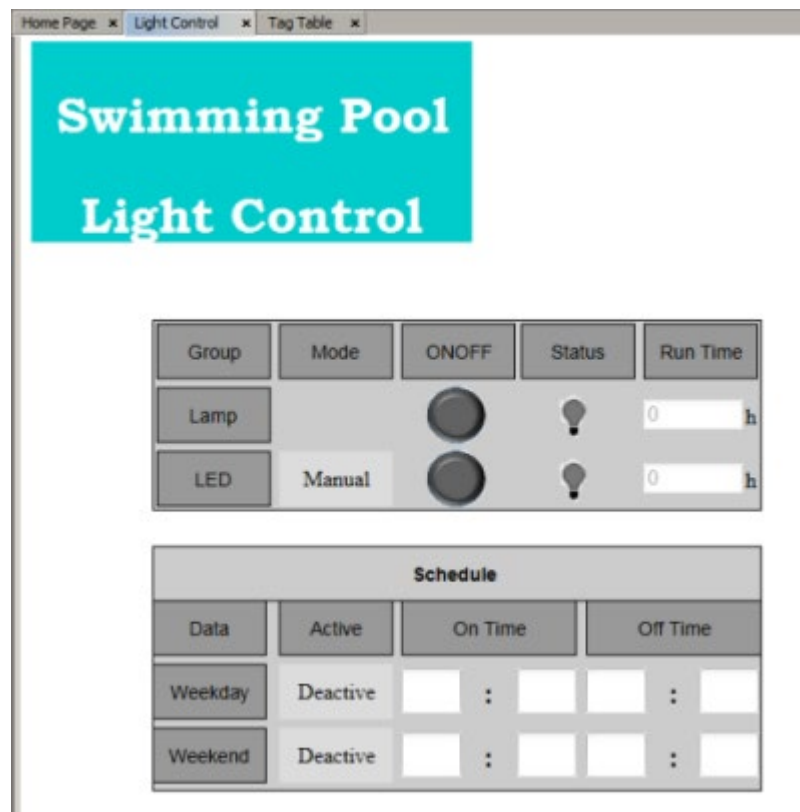 Home Page × Light Control × Tag Table ×
Swimming Pool
Light Control
Group Mode ONOFF Status Run Time
Lamp 0 h
LED Manual 0 h
Schedule
Data Active On Time Off Time
Weekday Deactive : :
Weekend Deactive : :